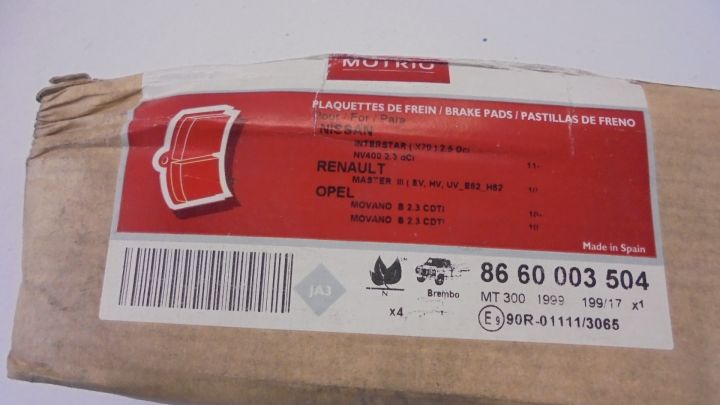 MOTRIO
PLAQUETTES DE FREIN / BRAKE PADS / PASTILLAS DE FRENO
Pour / For / Para
NISSAN
INTERSTAR ( X70 ) 2.5 DCI
NV400 2.3 dCi 11/-
RENAULT
MASTER III ( EV, HV, UV_E62_H62 10/
OPEL
MOVANO B 2.3 CDTI 10/-
MOVANO B 2.3 CDTI 10/
Made in Spain
JA3
N
x4
Brembo
86 60 003 504
MT 300 1999 199/17 x1
E9 90R-01111/3065